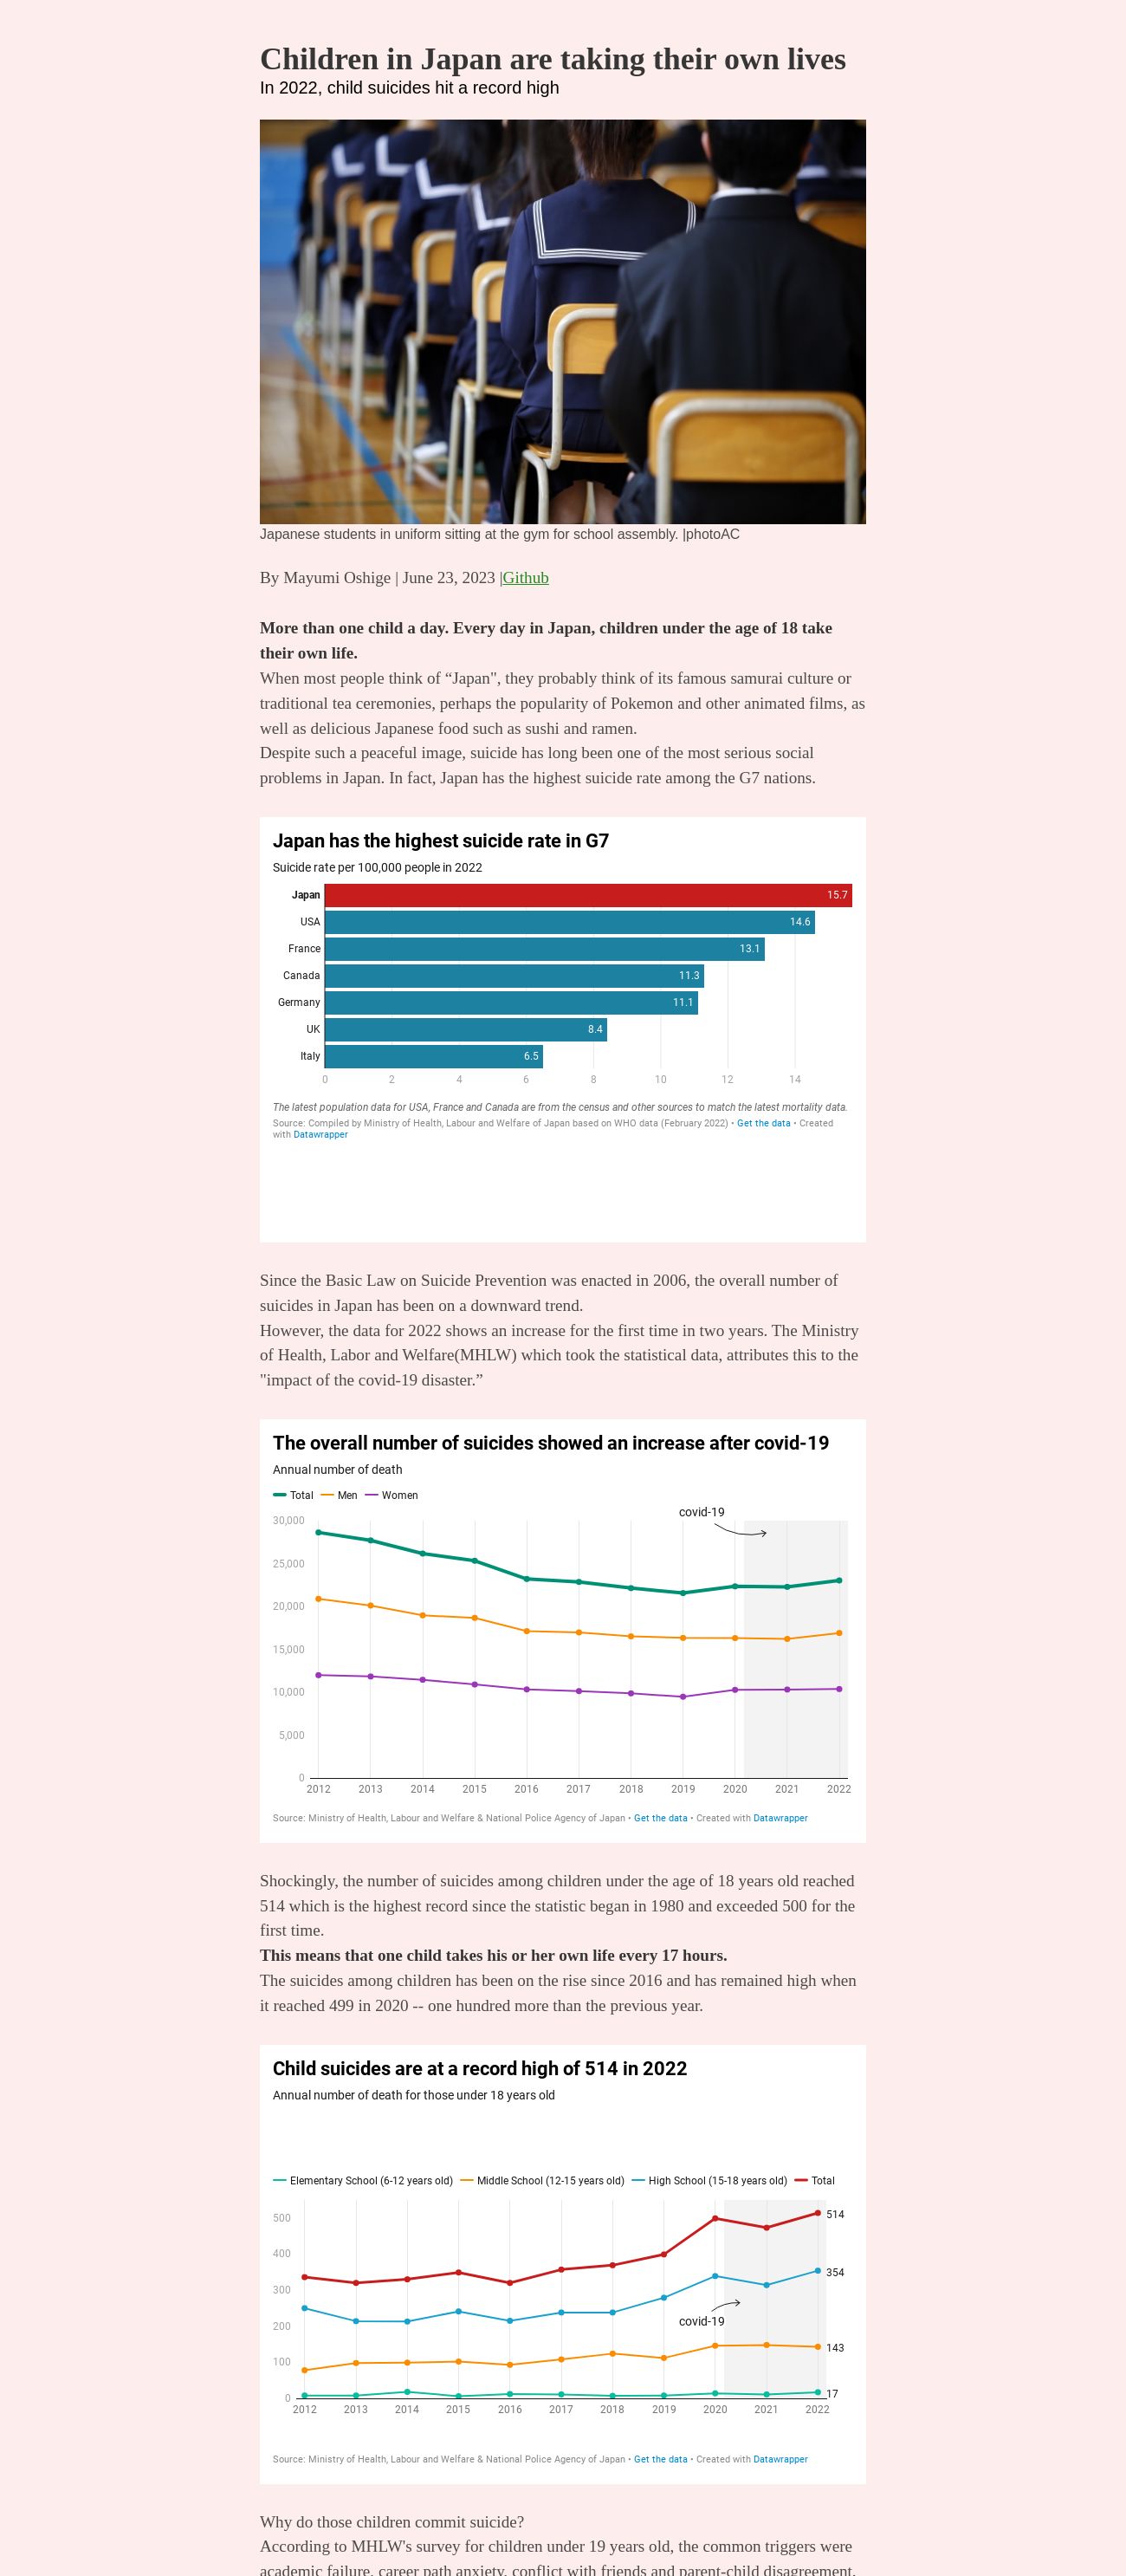 Children in Japan are taking their own lives
In 2022, child suicides hit a record high
Japanese students in uniform sitting at the gym for school assembly. |photoAC
By Mayumi Oshige | June 23, 2023 |Github
More than one child a day. Every day in Japan, children under the age of 18 take
their own life.
When most people think of “Japan", they probably think of its famous samurai culture or
traditional tea ceremonies, perhaps the popularity of Pokemon and other animated films, as
well as delicious Japanese food such as sushi and ramen.
Despite such a peaceful image, suicide has long been one of the most serious social
problems in Japan. In fact, Japan has the highest suicide rate among the G7 nations.
Japan has the highest suicide rate in G7
Suicide rate per 100,000 people in 2022
Japan 15.7
USA 14.6
France 13.1
Canada 11.3
Germany 11.1
UK 8.4
Italy 6.5
0 2 4 6 8 10 12 14
The latest population data for USA, France and Canada are from the census and other sources to match the latest mortality data.
Source: Compiled by Ministry of Health, Labour and Welfare of Japan based on WHO data (February 2022) • Get the data • Created
with Datawrapper
Since the Basic Law on Suicide Prevention was enacted in 2006, the overall number of
suicides in Japan has been on a downward trend.
However, the data for 2022 shows an increase for the first time in two years. The Ministry
of Health, Labor and Welfare(MHLW) which took the statistical data, attributes this to the
"impact of the covid-19 disaster.”
The overall number of suicides showed an increase after covid-19
Annual number of death
Total Men Women
covid-19
30,000
25,000
20,000
15,000
10,000
5,000
0
2012 2013 2014 2015 2016 2017 2018 2019 2020 2021 2022
Source: Ministry of Health, Labour and Welfare & National Police Agency of Japan • Get the data • Created with Datawrapper
Shockingly, the number of suicides among children under the age of 18 years old reached
514 which is the highest record since the statistic began in 1980 and exceeded 500 for the
first time.
This means that one child takes his or her own life every 17 hours.
The suicides among children has been on the rise since 2016 and has remained high when
it reached 499 in 2020 -- one hundred more than the previous year.
Child suicides are at a record high of 514 in 2022
Annual number of death for those under 18 years old
Elementary School (6-12 years old) Middle School (12-15 years old) High School (15-18 years old) Total
500 514
400
300 354
200 covid-19
100 143
0 17
2012 2013 2014 2015 2016 2017 2018 2019 2020 2021 2022
Source: Ministry of Health, Labour and Welfare & National Police Agency of Japan • Get the data • Created with Datawrapper
Why do those children commit suicide?
According to MHLW's survey for children under 19 years old, the common triggers were
academic failure, career path anxiety, conflict with friends and parent-child disagreement.